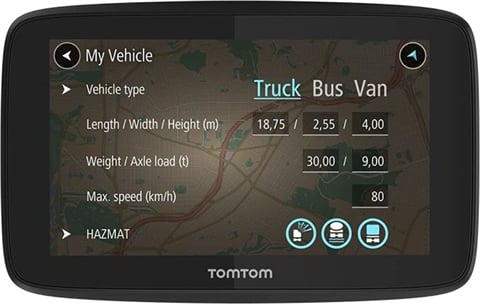 My Vehicle
Vehicle type Truck Bus Van
Length / Width / Height (m) 18,75 / 2,55 / 4,00
Weight / Axle load (t) 30,00 / 9,00
Max. speed (km/h) 80
HAZMAT
TOMTOM